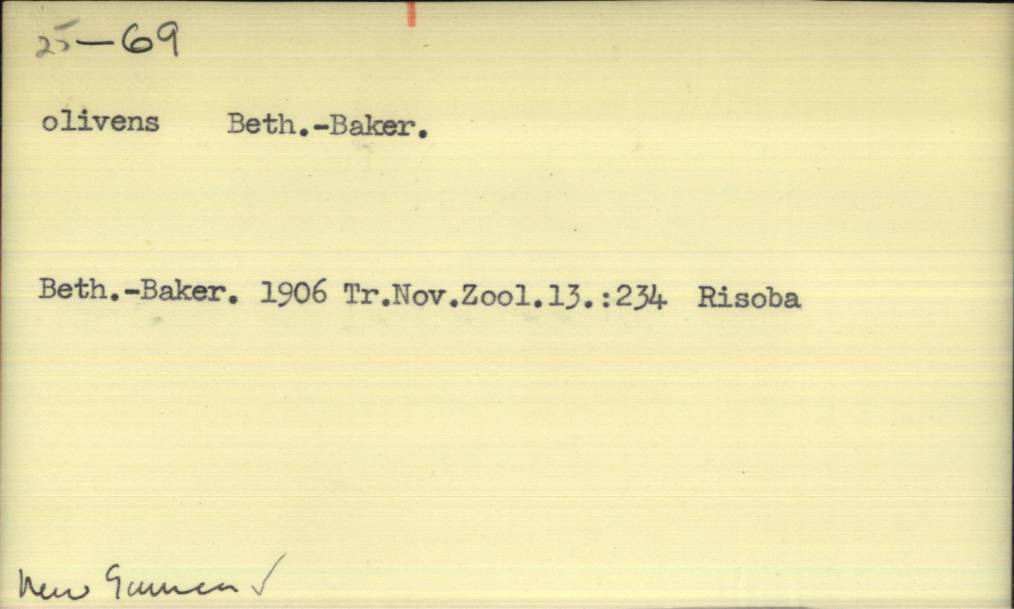 25-69
olivens Beth.-Baker.
Beth.-Baker. 1906 Tr.Nov.Zool.13.:234 Risoba
New Guinea ✓